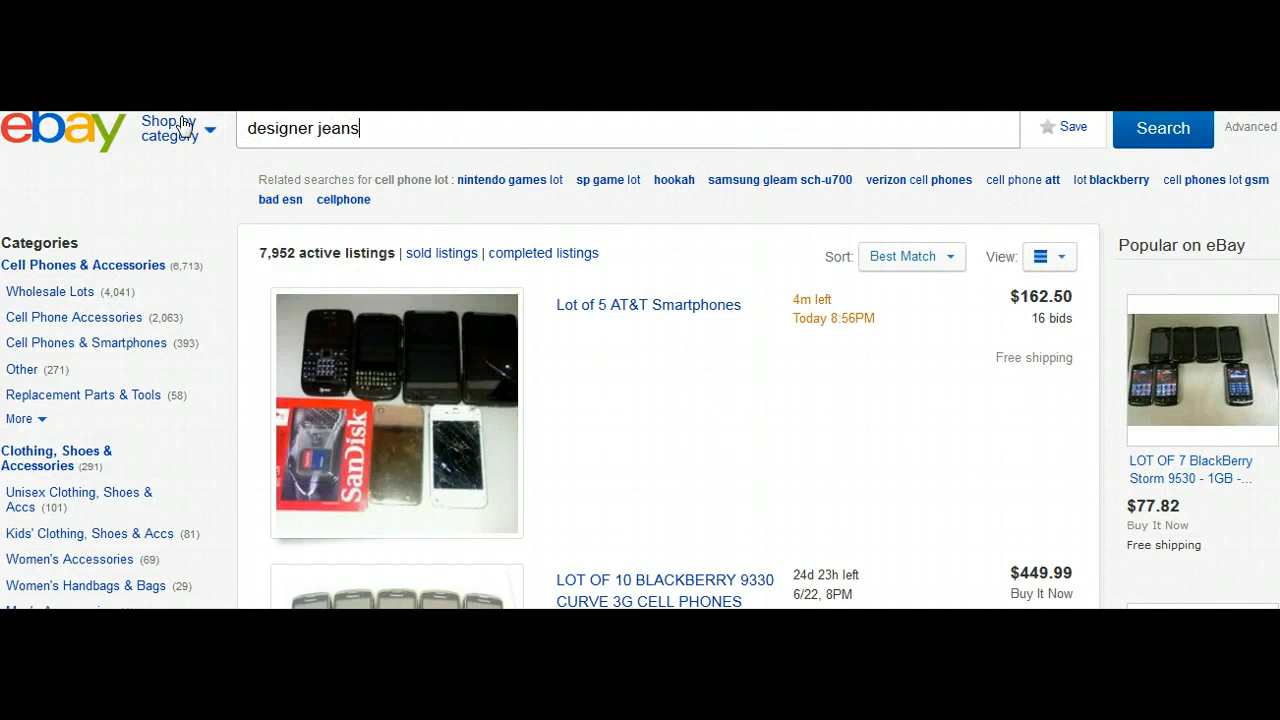 ebay
Shop by
category
designer jeans
Save
Search
Advanced
Related searches for cell phone lot : nintendo games lot sp game lot hookah samsung gleam sch-u700 verizon cell phones cell phone att lot blackberry cell phones lot gsm
bad esn cellphone
Categories
Cell Phones & Accessories (6,713)
Wholesale Lots (4,041)
Cell Phone Accessories (2,063)
Cell Phones & Smartphones (393)
Other (271)
Replacement Parts & Tools (58)
More
Clothing, Shoes &
Accessories (291)
Unisex Clothing, Shoes &
Accs (101)
Kids' Clothing, Shoes & Accs (81)
Women's Accessories (69)
Women's Handbags & Bags (29)
7,952 active listings | sold listings | completed listings
Sort: Best Match
View:
Lot of 5 AT&T Smartphones
4m left
Today 8:56PM
$162.50
16 bids
Free shipping
SanDisk
LOT OF 10 BLACKBERRY 9330
CURVE 3G CELL PHONES
24d 23h left
6/22, 8PM
$449.99
Buy It Now
Popular on eBay
LOT OF 7 BlackBerry
Storm 9530 - 1GB -...
$77.82
Buy It Now
Free shipping